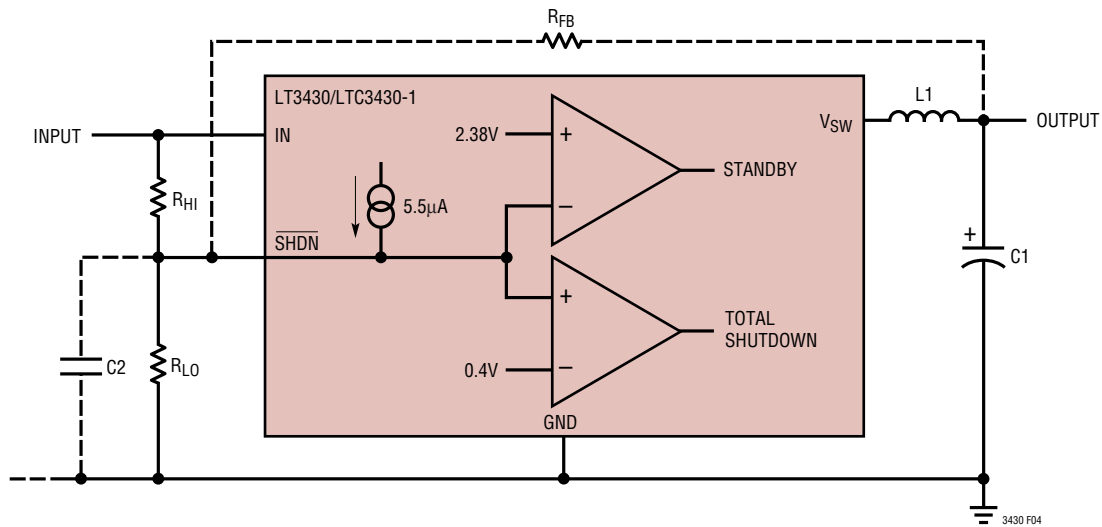 R_FB
LT3430/LTC3430-1
L1
INPUT
IN
2.38V
+
V_SW
OUTPUT
STANDBY
R_HI
5.5µA
–
SHDN
+
C1
+
TOTAL
SHUTDOWN
C2
R_LO
0.4V
–
GND
3430 F04